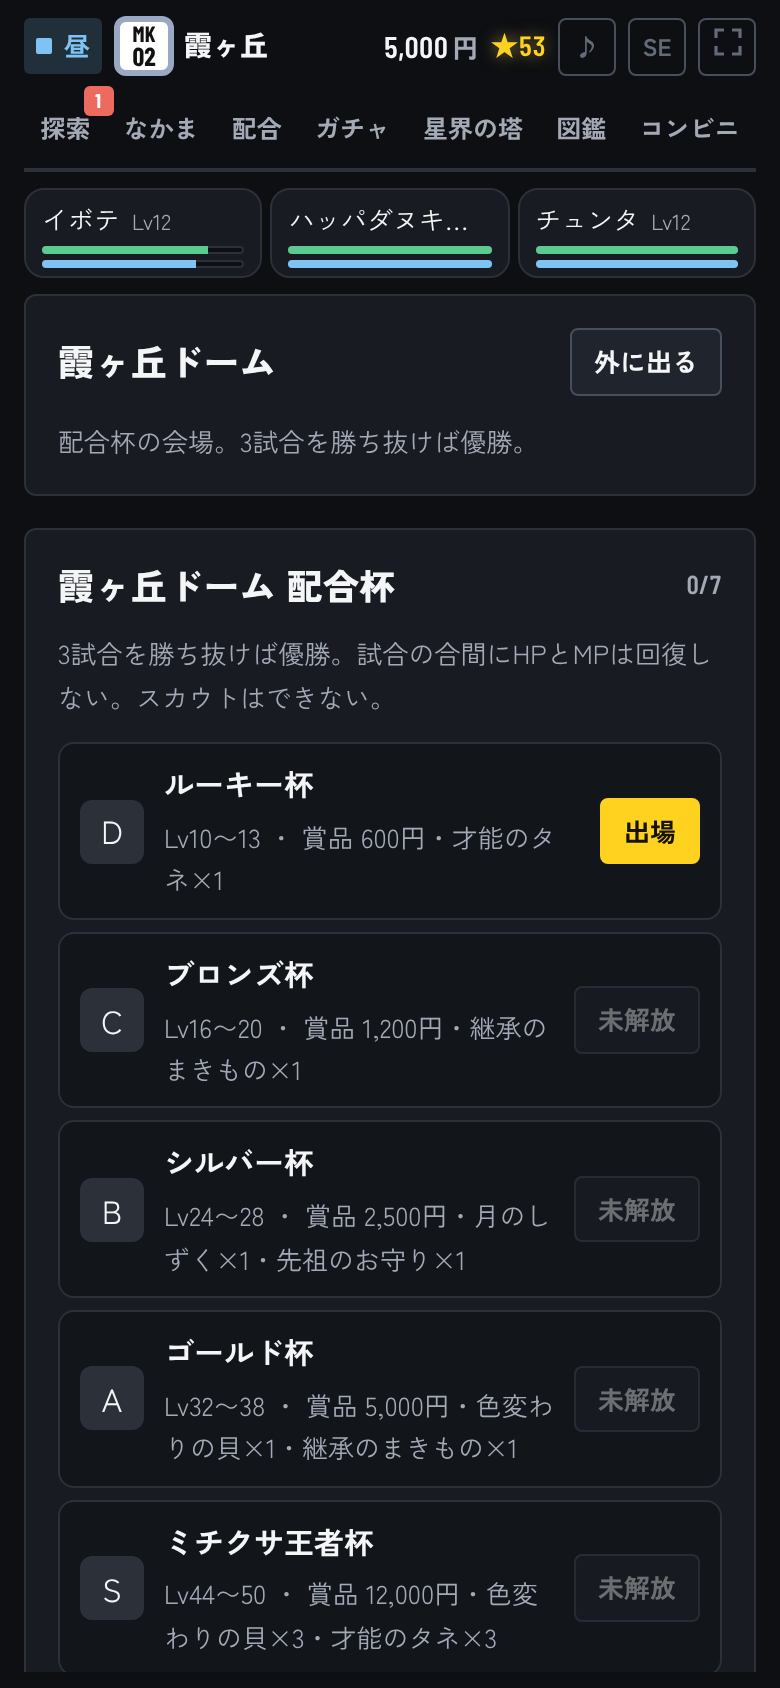 昼 MK 02 霞ヶ丘 5,000 円 ★53 ♪ SE
1
探索 なかま 配合 ガチャ 星界の塔 図鑑 コンビニ
イボテ Lv12 ハッパダヌキ… チュンタ Lv12
霞ヶ丘ドーム 外に出る
配合杯の会場。3試合を勝ち抜けば優勝。
霞ヶ丘ドーム 配合杯 0/7
3試合を勝ち抜けば優勝。試合の合間にHPとMPは回復し
ない。スカウトはできない。
ルーキー杯
D Lv10〜13 ・ 賞品 600円・才能のタ 出場
ネ×1
ブロンズ杯
C Lv16〜20 ・ 賞品 1,200円・継承の 未解放
まきもの×1
シルバー杯
B Lv24〜28 ・ 賞品 2,500円・月のし 未解放
ずく×1・先祖のお守り×1
ゴールド杯
A Lv32〜38 ・ 賞品 5,000円・色変わ 未解放
りの貝×1・継承のまきもの×1
ミチクサ王者杯
S Lv44〜50 ・ 賞品 12,000円・色変 未解放
わりの貝×3・才能のタネ×3